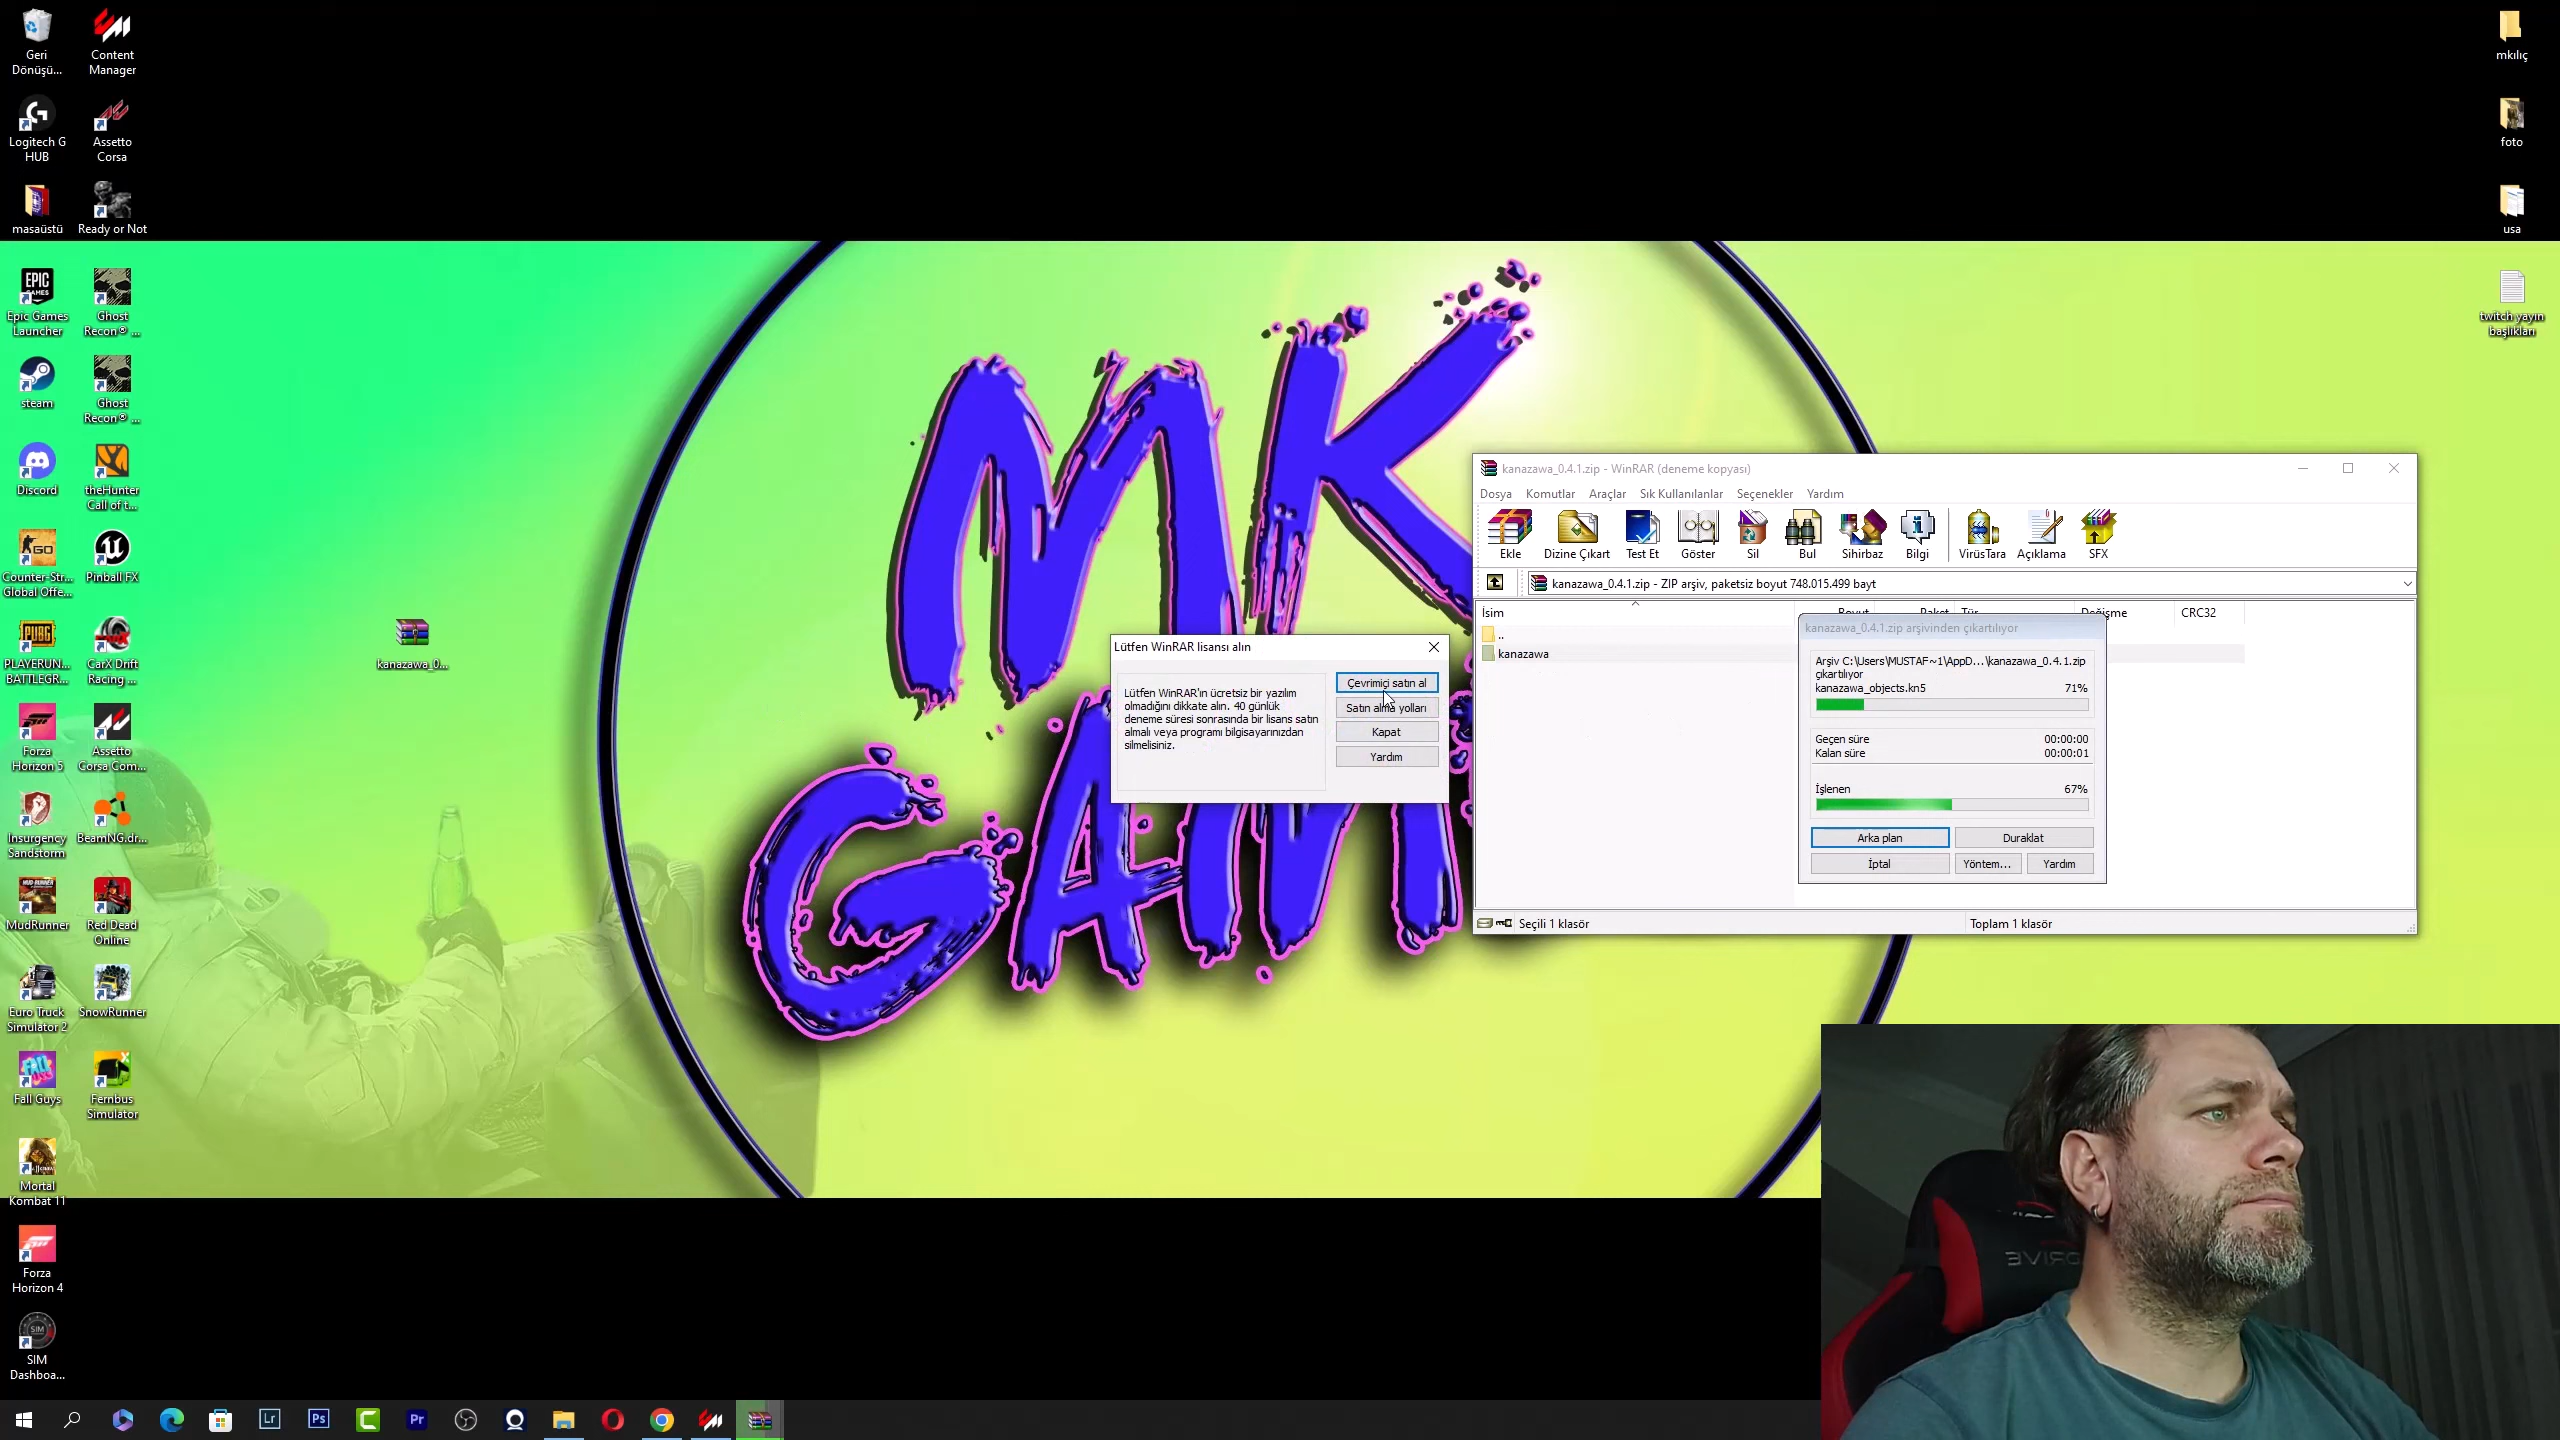 Geri
Dönüşü...
Content
Manager
Logitech G
HUB
Assetto
Corsa
masaüstü
Ready or Not
Epic Games
Launcher
Ghost
Recon® ...
steam
Ghost
Recon® ...
Discord
theHunter
Call of t...
Counter-Str...
Global Offe...
Pinball FX
PLAYERUN...
BATTLEGR...
CarX Drift
Racing ...
Forza
Horizon 5
Assetto
Corsa Com...
Insurgency
Sandstorm
BeamNG.dr...
MudRunner
Red Dead
Online
Euro Truck
Simulator 2
SnowRunner
Fall Guys
Fernbus
Simulator
Mortal
Kombat 11
Forza
Horizon 4
SIM
Dashboa...
kanazawa_0...
mkılıç
foto
usa
twitch yayın
başlıkları
MK
GAM
Lütfen WinRAR lisansı alın
Lütfen WinRAR'ın ücretsiz bir yazılım
olmadığını dikkate alın. 40 günlük
deneme süresi sonrasında bir lisans satın
almalı veya programı bilgisayarınızdan
silmelisiniz.
Çevrimiçi satın al
Satın alma yolları
Kapat
Yardım
kanazawa_0.4.1.zip - WinRAR (deneme kopyası)
Dosya Komutlar Araçlar Sık Kullanılanlar Seçenekler Yardım
Ekle Dizine Çıkart Test Et Göster Sil Bul Sihirbaz Bilgi VirüsTara Açıklama SFX
kanazawa_0.4.1.zip - ZIP arşiv, paketsiz boyut 748.015.499 bayt
İsim Boyut Paket Tür Değişme CRC32
..
kanazawa
kanazawa_0.4.1.zip arşivinden çıkartılıyor
Arşiv C:\Users\MUSTAF~1\AppD...\kanazawa_0.4.1.zip
çıkartılıyor
kanazawa_objects.kn5 71%
Geçen süre 00:00:00
Kalan süre 00:00:01
İşlenen 67%
Arka plan Duraklat
İptal Yöntem... Yardım
Seçili 1 klasör Toplam 1 klasör